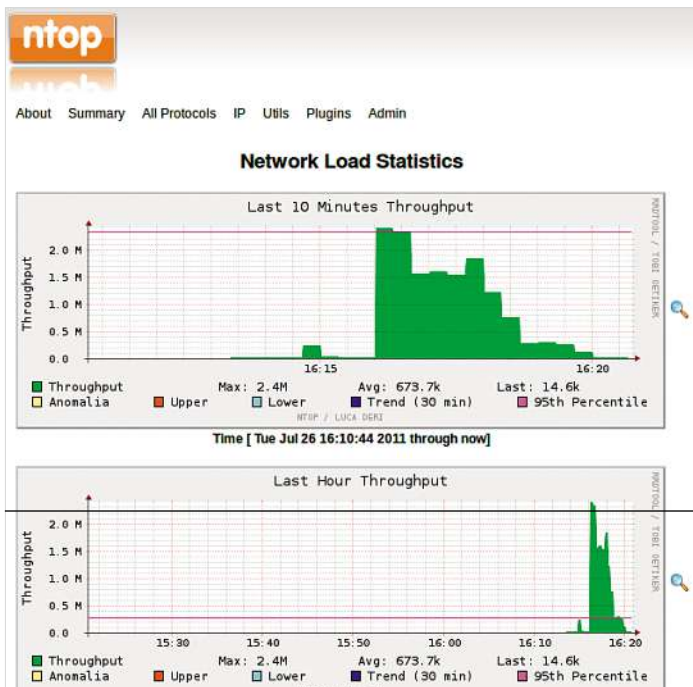 ntop
About Summary All Protocols IP Utils Plugins Admin
Network Load Statistics
Last 10 Minutes Throughput
RRDTOOL / TOBI OETIKER
Throughput
2.0 M
1.5 M
1.0 M
0.5 M
0.0
16:15 16:20
Throughput Max: 2.4M Avg: 673.7k Last: 14.6k
Anomalia Upper Lower Trend (30 min) 95th Percentile
NTOP / LUCA DERI
Time [ Tue Jul 26 16:10:44 2011 through now]
Last Hour Throughput
RRDTOOL / TOBI OETIKER
Throughput
2.0 M
1.5 M
1.0 M
0.5 M
0.0
15:30 15:40 15:50 16:00 16:10 16:20
Throughput Max: 2.4M Avg: 673.7k Last: 14.6k
Anomalia Upper Lower Trend (30 min) 95th Percentile